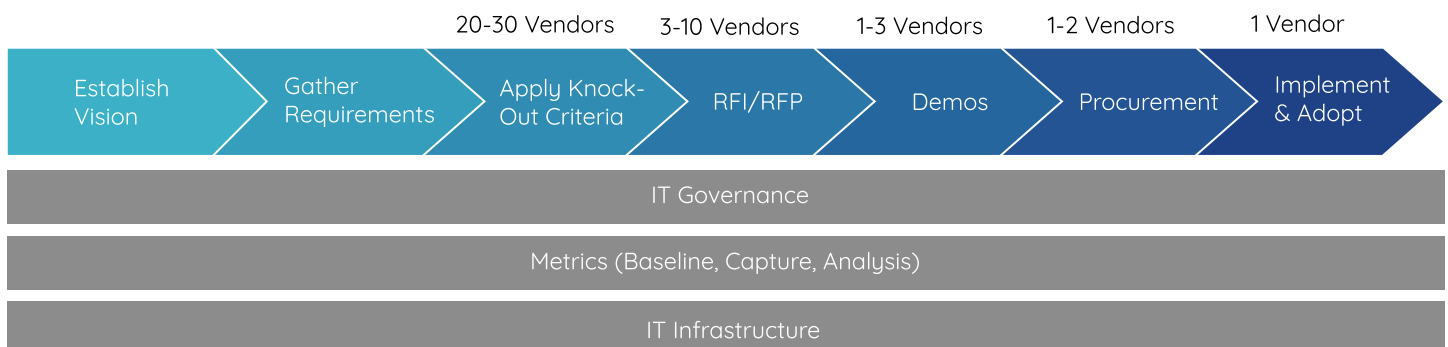 20-30 Vendors
3-10 Vendors
1-3 Vendors
1-2 Vendors
1 Vendor
Establish
Vision
Gather
Requirements
Apply Knock-
Out Criteria
RFI/RFP
Demos
Procurement
Implement
& Adopt
IT Governance
Metrics (Baseline, Capture, Analysis)
IT Infrastructure